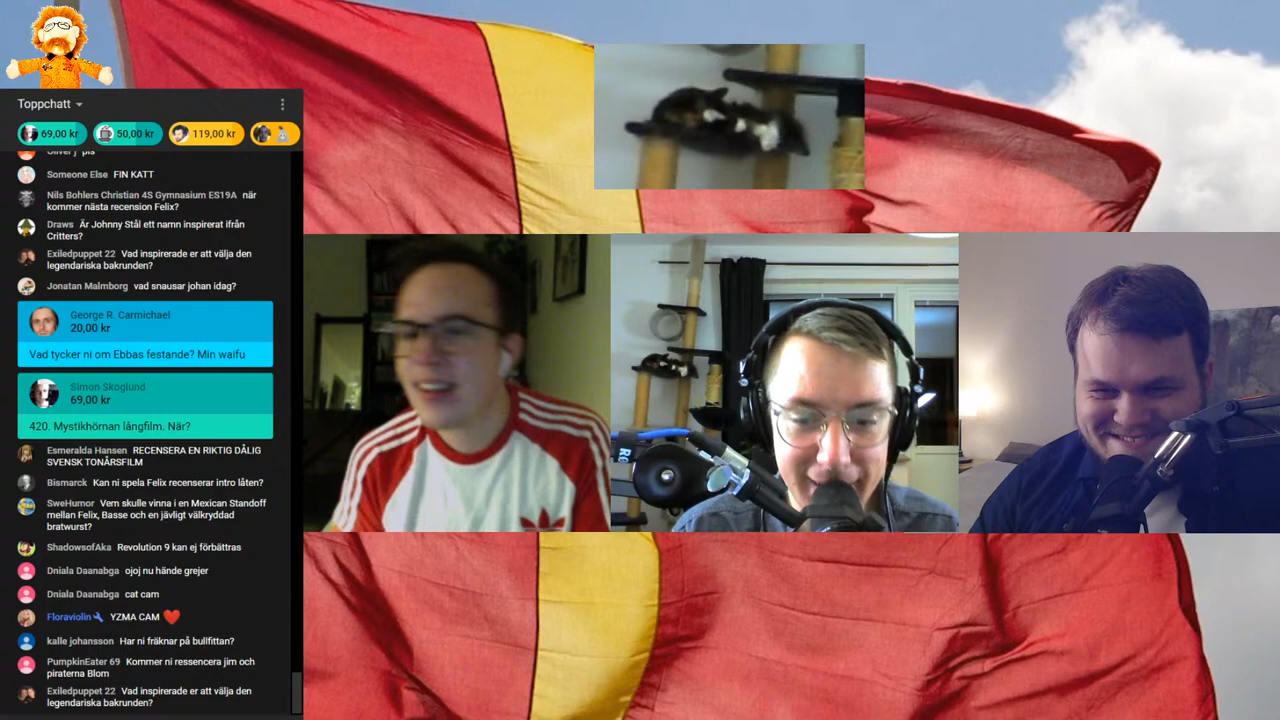 Toppchatt
69,00 kr
50,00 kr
119,00 kr
Oliver j pls
Someone Else FIN KATT
Nils Bohlers Christian 4S Gymnasium ES19A när
kommer nästa recension Felix?
Draws Är Johnny Stål ett namn inspirerat ifrån
Critters?
Exiledpuppet 22 Vad inspirerade er att välja den
legendariska bakrunden?
Jonatan Malmborg vad snausar johan idag?
George R. Carmichael
20,00 kr
Vad tycker ni om Ebbas festande? Min waifu
Simon Skoglund
69,00 kr
420. Mystikhörnan långfilm. När?
Esmeralda Hansen RECENSERA EN RIKTIG DÅLIG
SVENSK TONÅRSFILM
Bismarck Kan ni spela Felix recenserar intro låten?
SweHumor Vem skulle vinna i en Mexican Standoff
mellan Felix, Basse och en jävligt välkryddad
bratwurst?
ShadowsofAka Revolution 9 kan ej förbättras
Dniala Daanabga ojoj nu hände grejer
Dniala Daanabga cat cam
Floraviolin YZMA CAM ❤
kalle johansson Har ni fräknar på bullfittan?
PumpkinEater 69 Kommer ni ressencera jim och
piraterna Blom
Exiledpuppet 22 Vad inspirerade er att välja den
legendariska bakrunden?